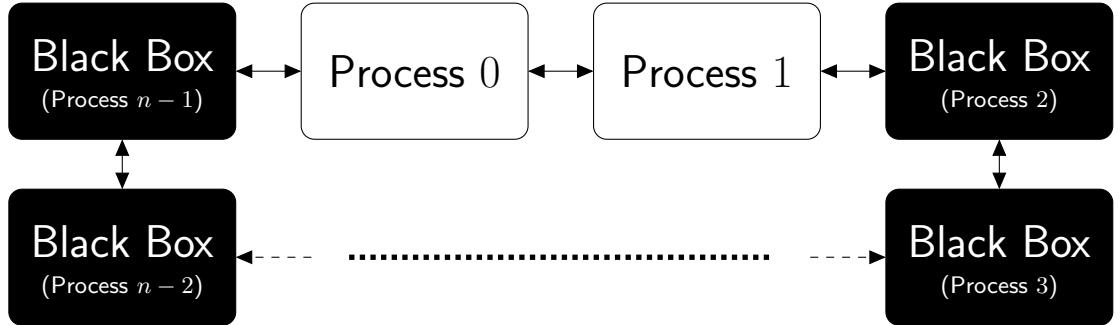 Black Box
(Process n − 1)
Process 0
Process 1
Black Box
(Process 2)
Black Box
(Process n − 2)
Black Box
(Process 3)